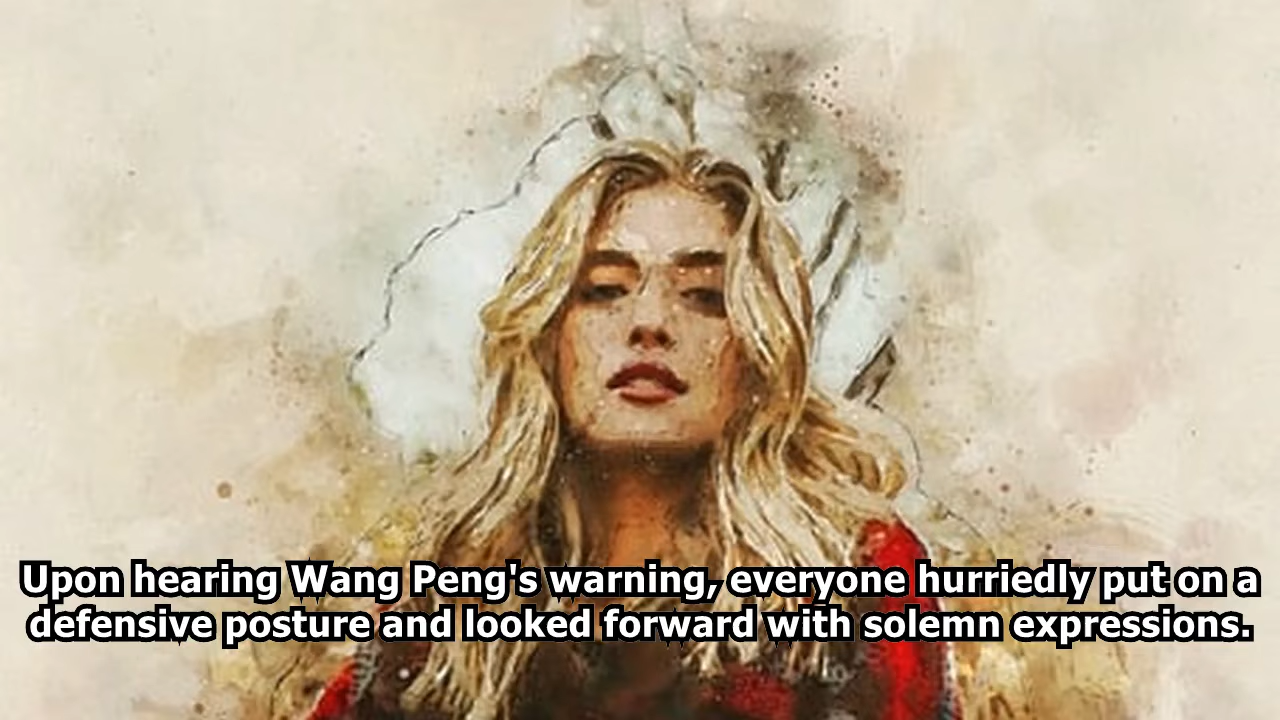 Upon hearing Wang Peng's warning, everyone hurriedly put on a
defensive posture and looked forward with solemn expressions.